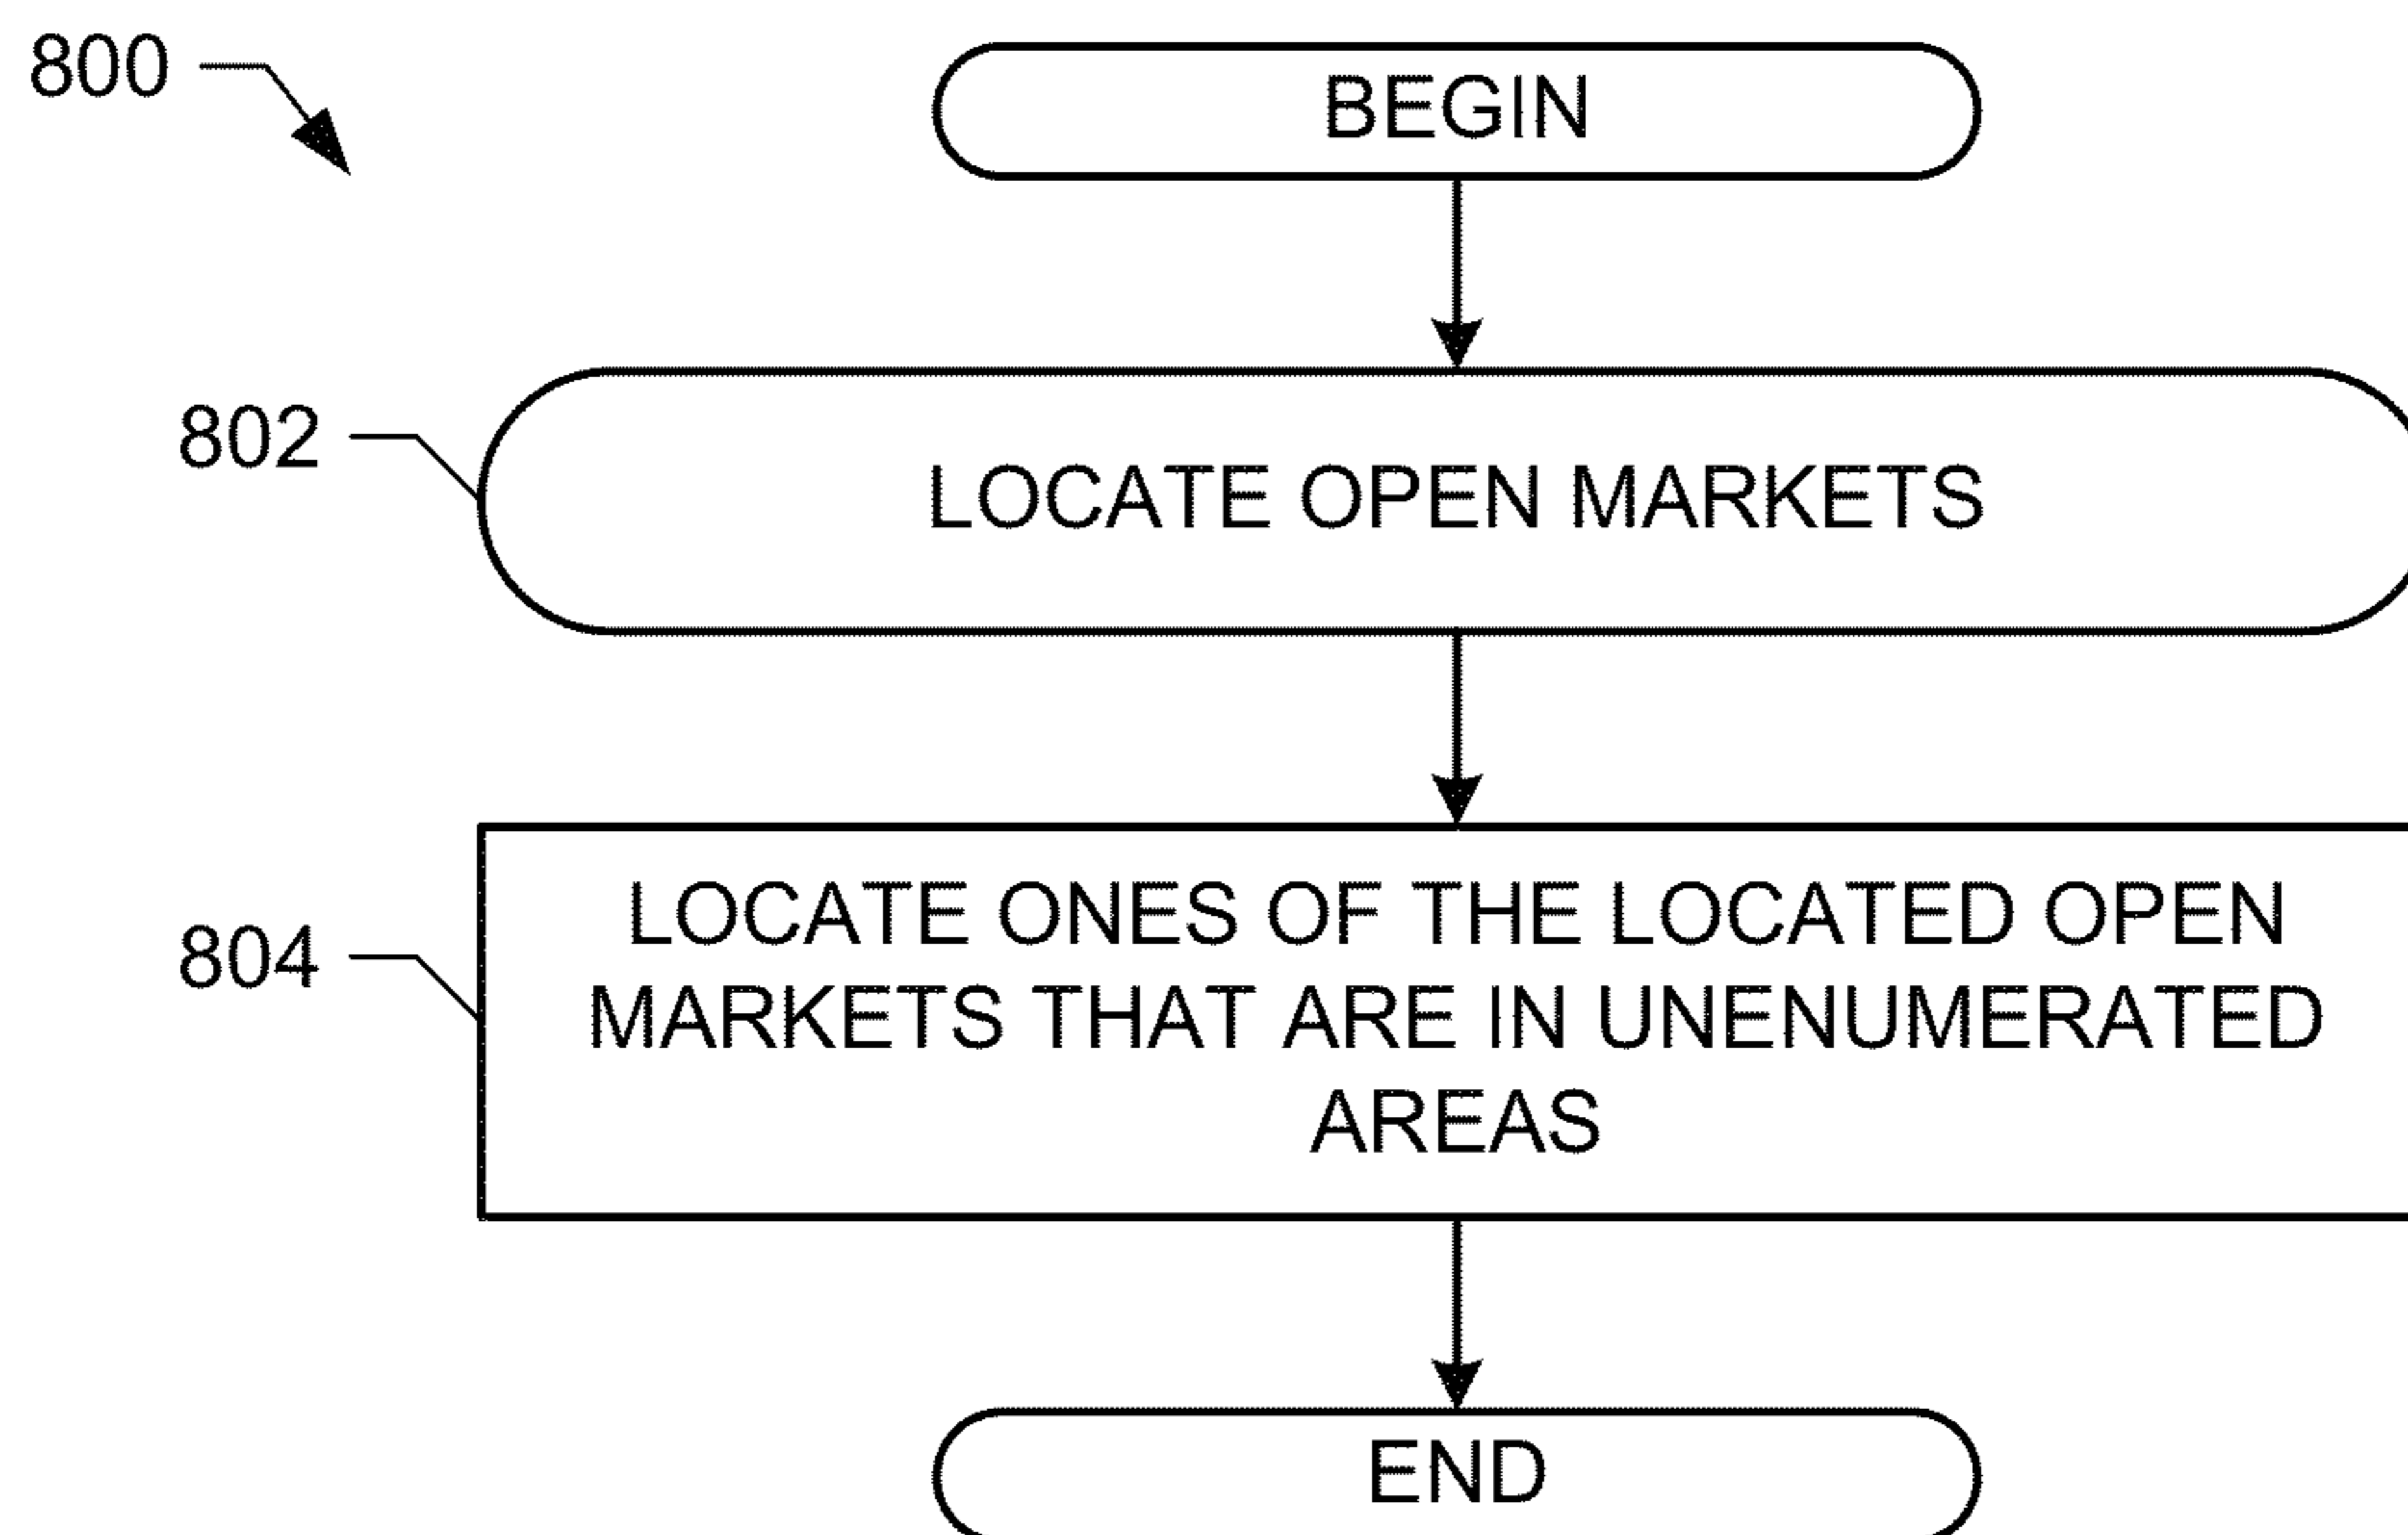 800
BEGIN
802
LOCATE OPEN MARKETS
804
LOCATE ONES OF THE LOCATED OPEN
MARKETS THAT ARE IN UNENUMERATED
AREAS
END